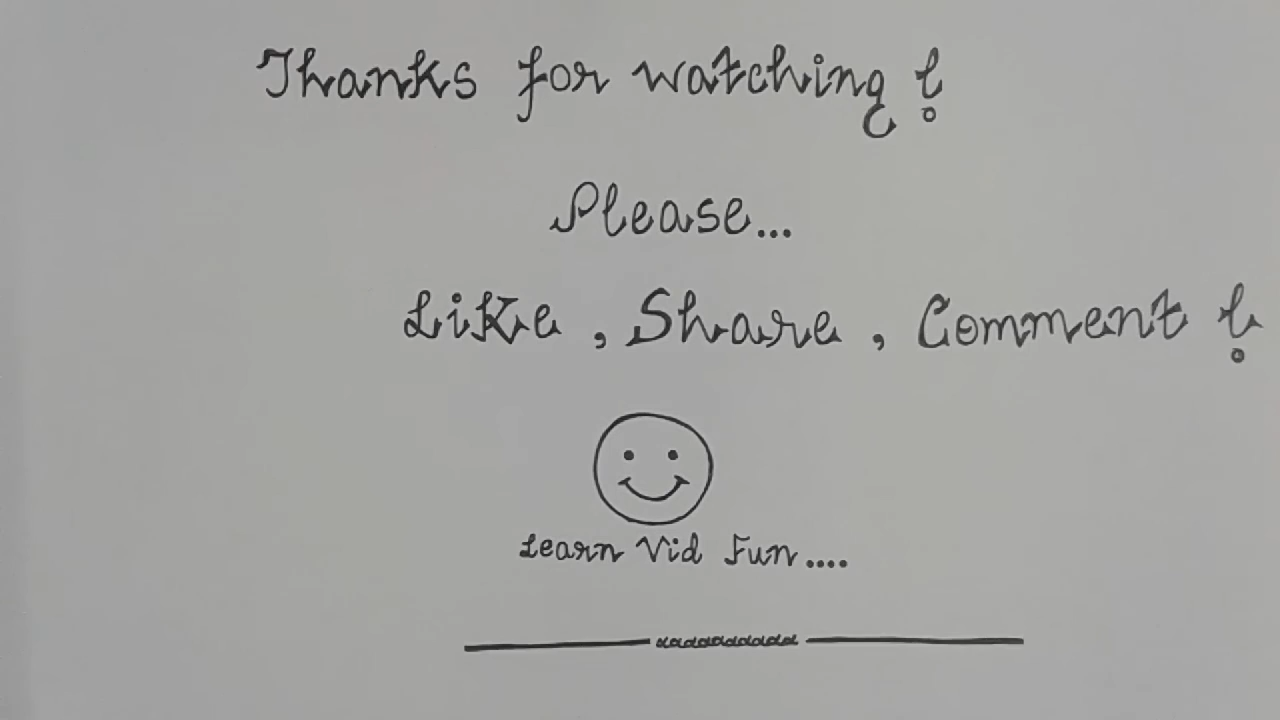 Thanks for watching !
Please...
Like , Share , Comment !
Learn Vid Fun....